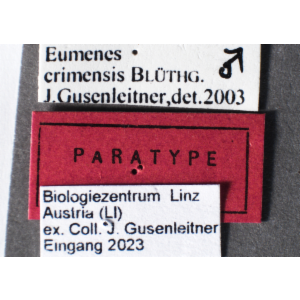 Eumenes ♂
crimensis BLÜTHG.
J.Gusenleitner,det.2003
PARATYPE
Biologiezentrum Linz
Austria (LI)
ex. Coll. J. Gusenleitner
Eingang 2023